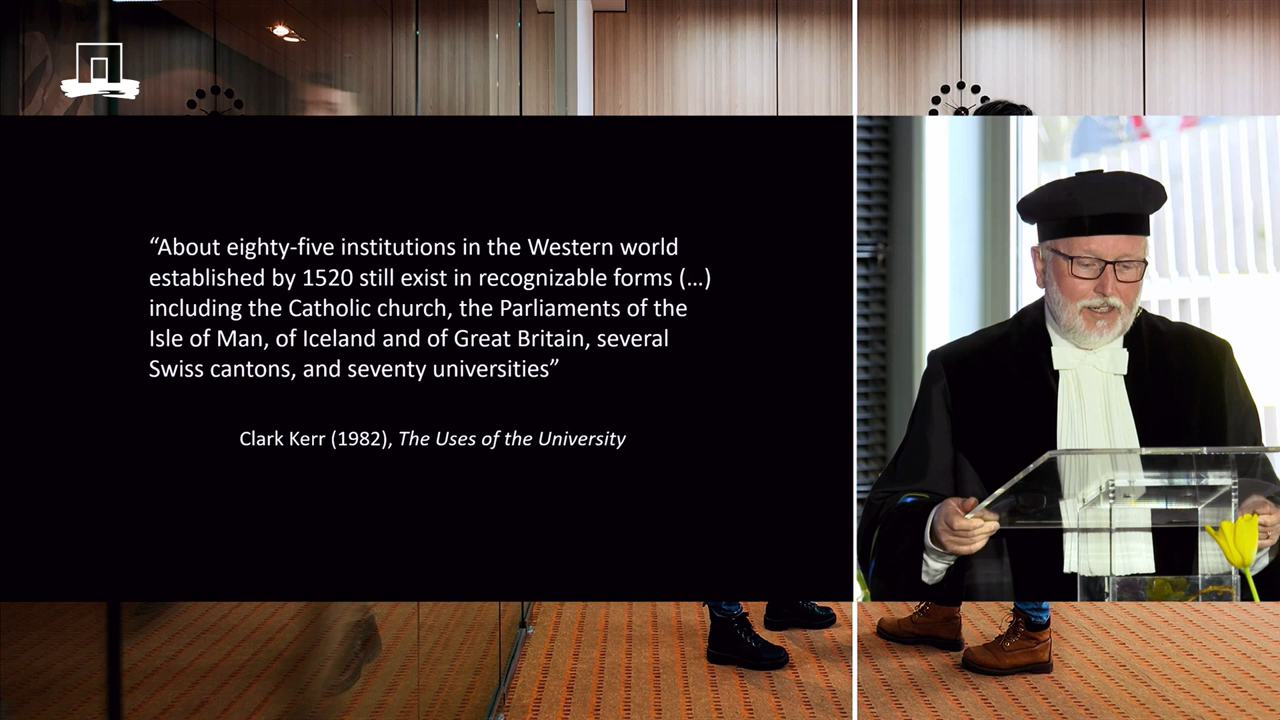 “About eighty-five institutions in the Western world
established by 1520 still exist in recognizable forms (...)
including the Catholic church, the Parliaments of the
Isle of Man, of Iceland and of Great Britain, several
Swiss cantons, and seventy universities”
Clark Kerr (1982), The Uses of the University